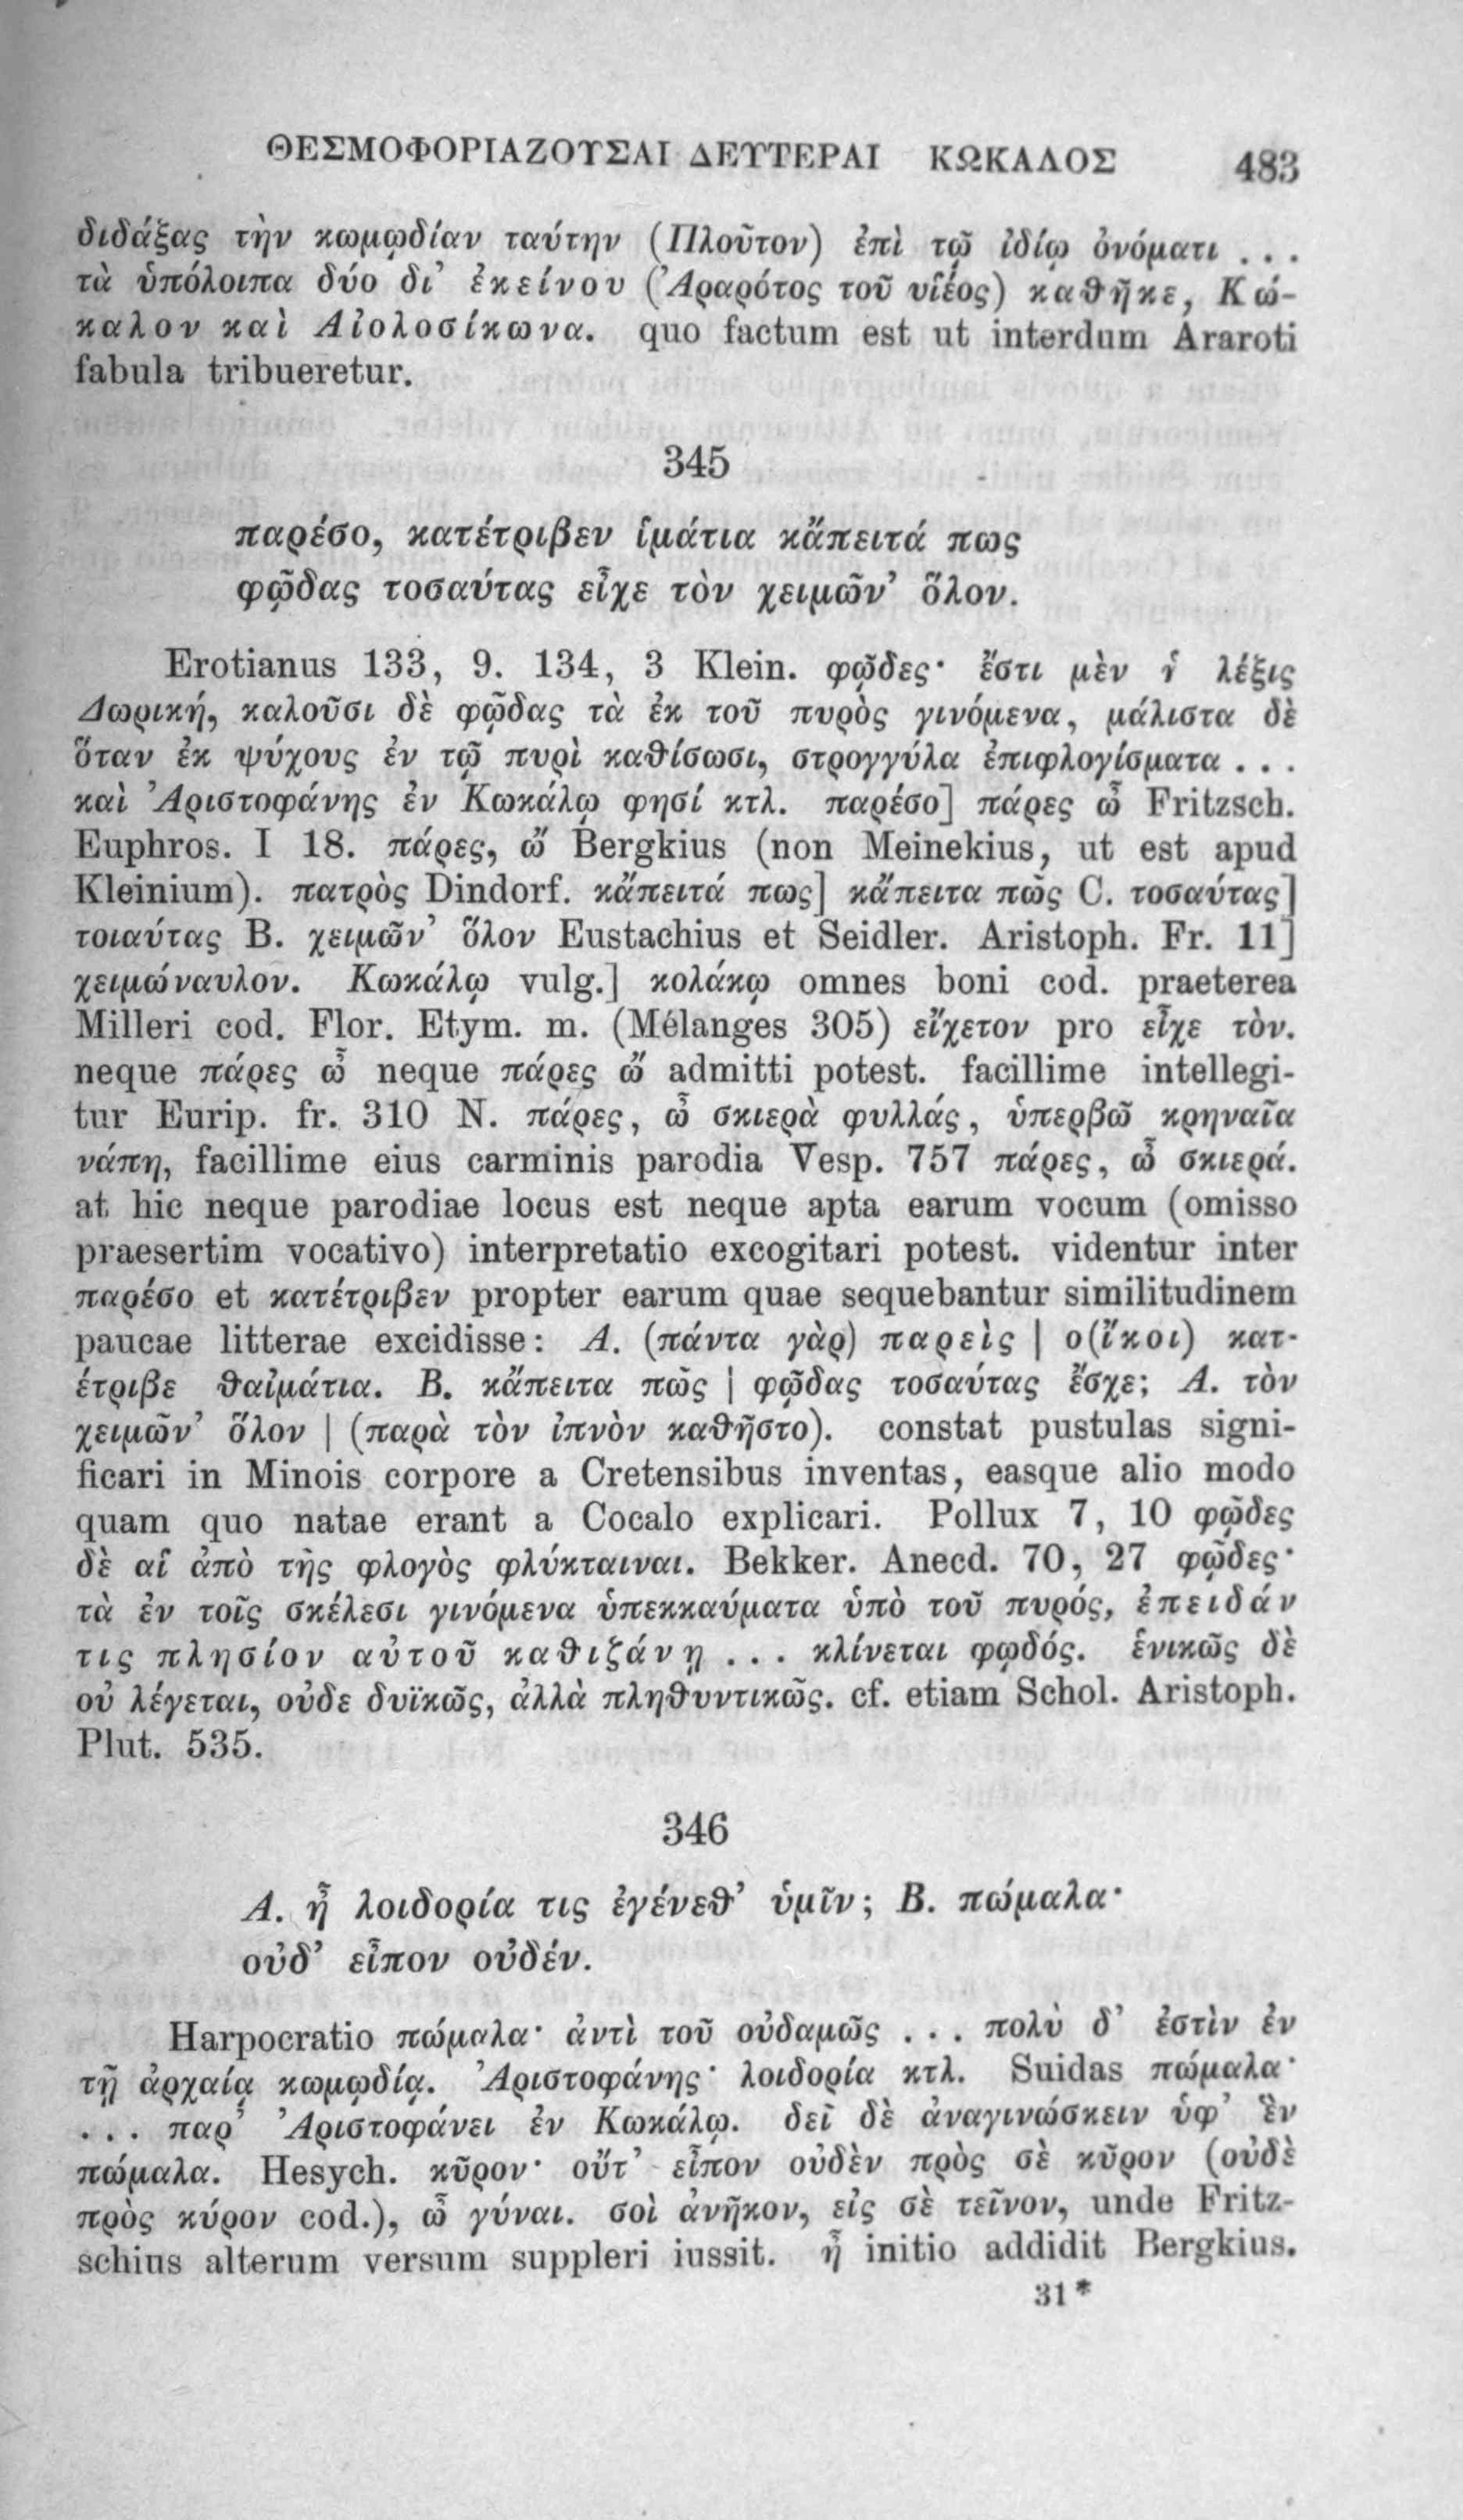 ΘΕΣΜΟΦΟΡΙΑΖΟΥΣΑΙ ΔΕΥΤΕΡΑΙ ΚΩΚΑΛΟΣ 483
διδάξας τὴν κωμῳδίαν ταύτην (Πλοῦτον) ἐπὶ τῷ ἰδίῳ ὀνόματι . . .
τὰ ὑπόλοιπα δύο δι’ ἐκείνου (Ἀραρότος τοῦ υἱέος) καθῆκε, Κώ-
καλον καὶ Αἰολοσίκωνα. quo factum est ut interdum Araroti
fabula tribueretur.
345
παρέσο, κατέτριβεν ἱμάτια κἄπειτά πως
φῷδας τοσαύτας εἶχε τὸν χειμῶν’ ὅλον.
Erotianus 133, 9. 134, 3 Klein. φῷδες· ἔστι μὲν ἡ λέξις
Δωρική, καλοῦσι δὲ φῷδας τὰ ἐκ τοῦ πυρὸς γινόμενα, μάλιστα δὲ
ὅταν ἐκ ψύχους ἐν τῷ πυρὶ καθίσωσι, στρογγύλα ἐπιφλογίσματα . . .
καὶ Ἀριστοφάνης ἐν Κωκάλῳ φησί κτλ. παρέσο] πάρες ὦ Fritzsch.
Euphros. I 18. πάρες, ὤ Bergkius (non Meinekius, ut est apud
Kleinium). πατρὸς Dindorf. κἄπειτά πως] κἄπειτα πῶς C. τοσαύτας]
τοιαύτας B. χειμῶν’ ὅλον Eustachius et Seidler. Aristoph. Fr. 11]
χειμώναυλον. Κωκάλῳ vulg.] κολάκῳ omnes boni cod. praeterea
Milleri cod. Flor. Etym. m. (Mélanges 305) εἴχετον pro εἶχε τὸν.
neque πάρες ὦ neque πάρες ὤ admitti potest. facillime intellegi-
tur Eurip. fr. 310 N. πάρες, ὦ σκιερὰ φυλλάς, ὑπερβῶ κρηναῖα
νάπη, facillime eius carminis parodia Vesp. 757 πάρες, ὦ σκιερά.
at hic neque parodiae locus est neque apta earum vocum (omisso
praesertim vocativo) interpretatio excogitari potest. videntur inter
παρέσο et κατέτριβεν propter earum quae sequebantur similitudinem
paucae litterae excidisse: Α. (πάντα γὰρ) παρεὶς | ο(ἴκοι) κατ-
έτριβε θαἰμάτια. Β. κἄπειτα πῶς | φῷδας τοσαύτας ἔσχε; Α. τὸν
χειμῶν’ ὅλον | (παρὰ τὸν ἰπνὸν καθῆστο). constat pustulas signi-
ficari in Minois corpore a Cretensibus inventas, easque alio modo
quam quo natae erant a Cocalo explicari. Pollux 7, 10 φῷδες
δὲ αἱ ἀπὸ τῆς φλογὸς φλύκταιναι. Bekker. Anecd. 70, 27 φῷδες·
τὰ ἐν τοῖς σκέλεσι γινόμενα ὑπεκκαύματα ὑπὸ τοῦ πυρός, ἐπειδάν
τις πλησίον αὐτοῦ καθιζάνῃ . . . κλίνεται φῳδός. ἑνικῶς δὲ
οὐ λέγεται, οὐδε δυϊκῶς, ἀλλὰ πληθυντικῶς. cf. etiam Schol. Aristoph.
Plut. 535.
346
Α. ἦ λοιδορία τις ἐγένεθ’ ὑμῖν; Β. πώμαλα·
οὐδ’ εἶπον οὐδέν.
Harpocratio πώμαλα· ἀντὶ τοῦ οὐδαμῶς . . . πολὺ δ’ ἐστὶν ἐν
τῇ ἀρχαίᾳ κωμῳδίᾳ. Ἀριστοφάνης· λοιδορία κτλ. Suidas πώμαλα·
. . . παρ’ Ἀριστοφάνει ἐν Κωκάλῳ. δεῖ δὲ ἀναγινώσκειν ὑφ’ ἓν
πώμαλα. Hesych. κῦρον· οὔτ’ εἶπον οὐδὲν πρὸς σὲ κῦρον (οὐδὲ
πρὸς κύρον cod.), ὦ γύναι. σοὶ ἀνῆκον, εἰς σὲ τεῖνον, unde Fritz-
schius alterum versum suppleri iussit. ἦ initio addidit Bergkius.
31*